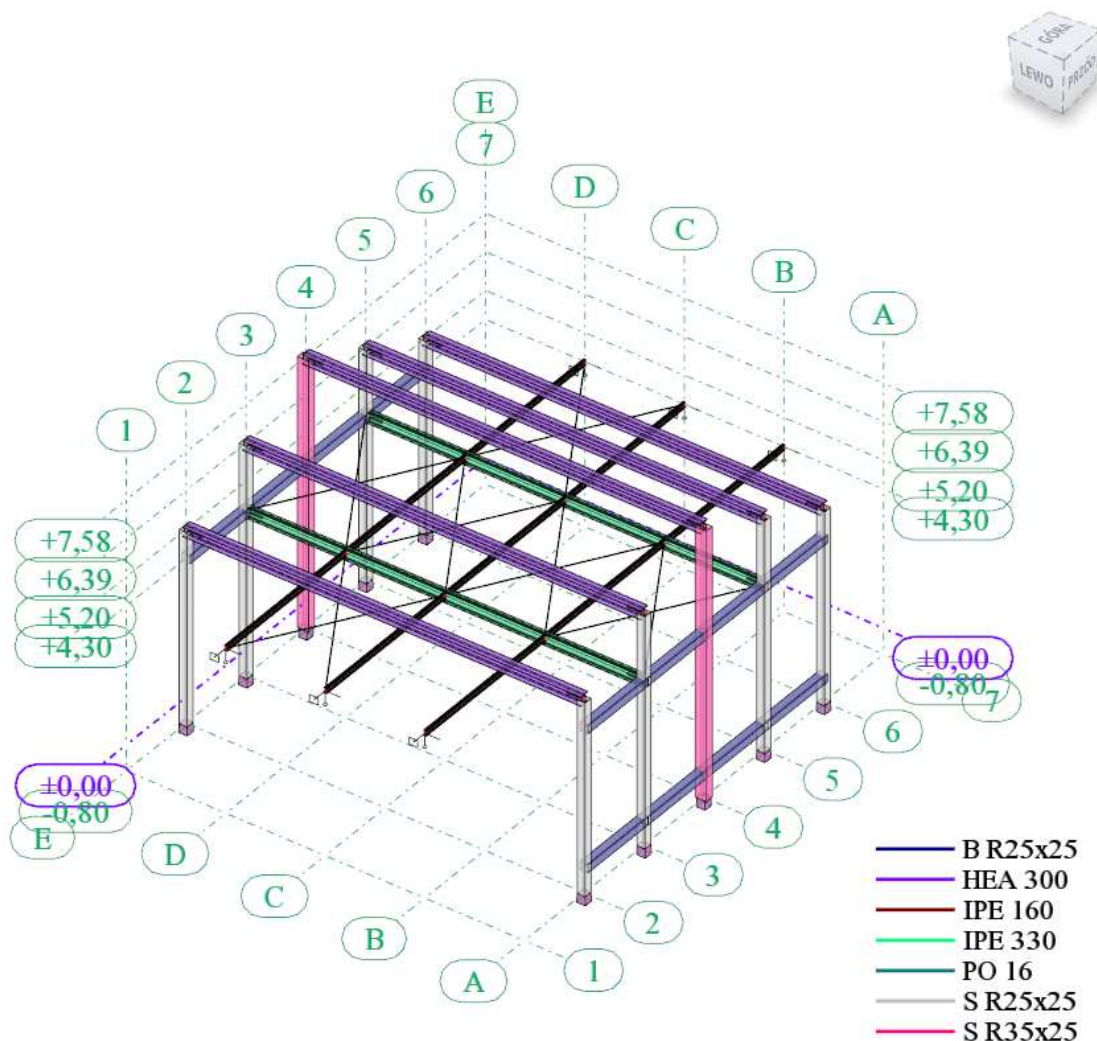 GÓRA
LEWO
PRZÓD
E
7
D
6
C
5
B
4
A
3
2
1
+7,58
+6,39
+5,20
+4,30
+7,58
+6,39
+5,20
+4,30
±0,00
-0,80
7
6
5
4
3
2
1
±0,00
-0,80
E
D
C
B
A
B R25x25
HEA 300
IPE 160
IPE 330
PO 16
S R25x25
S R35x25